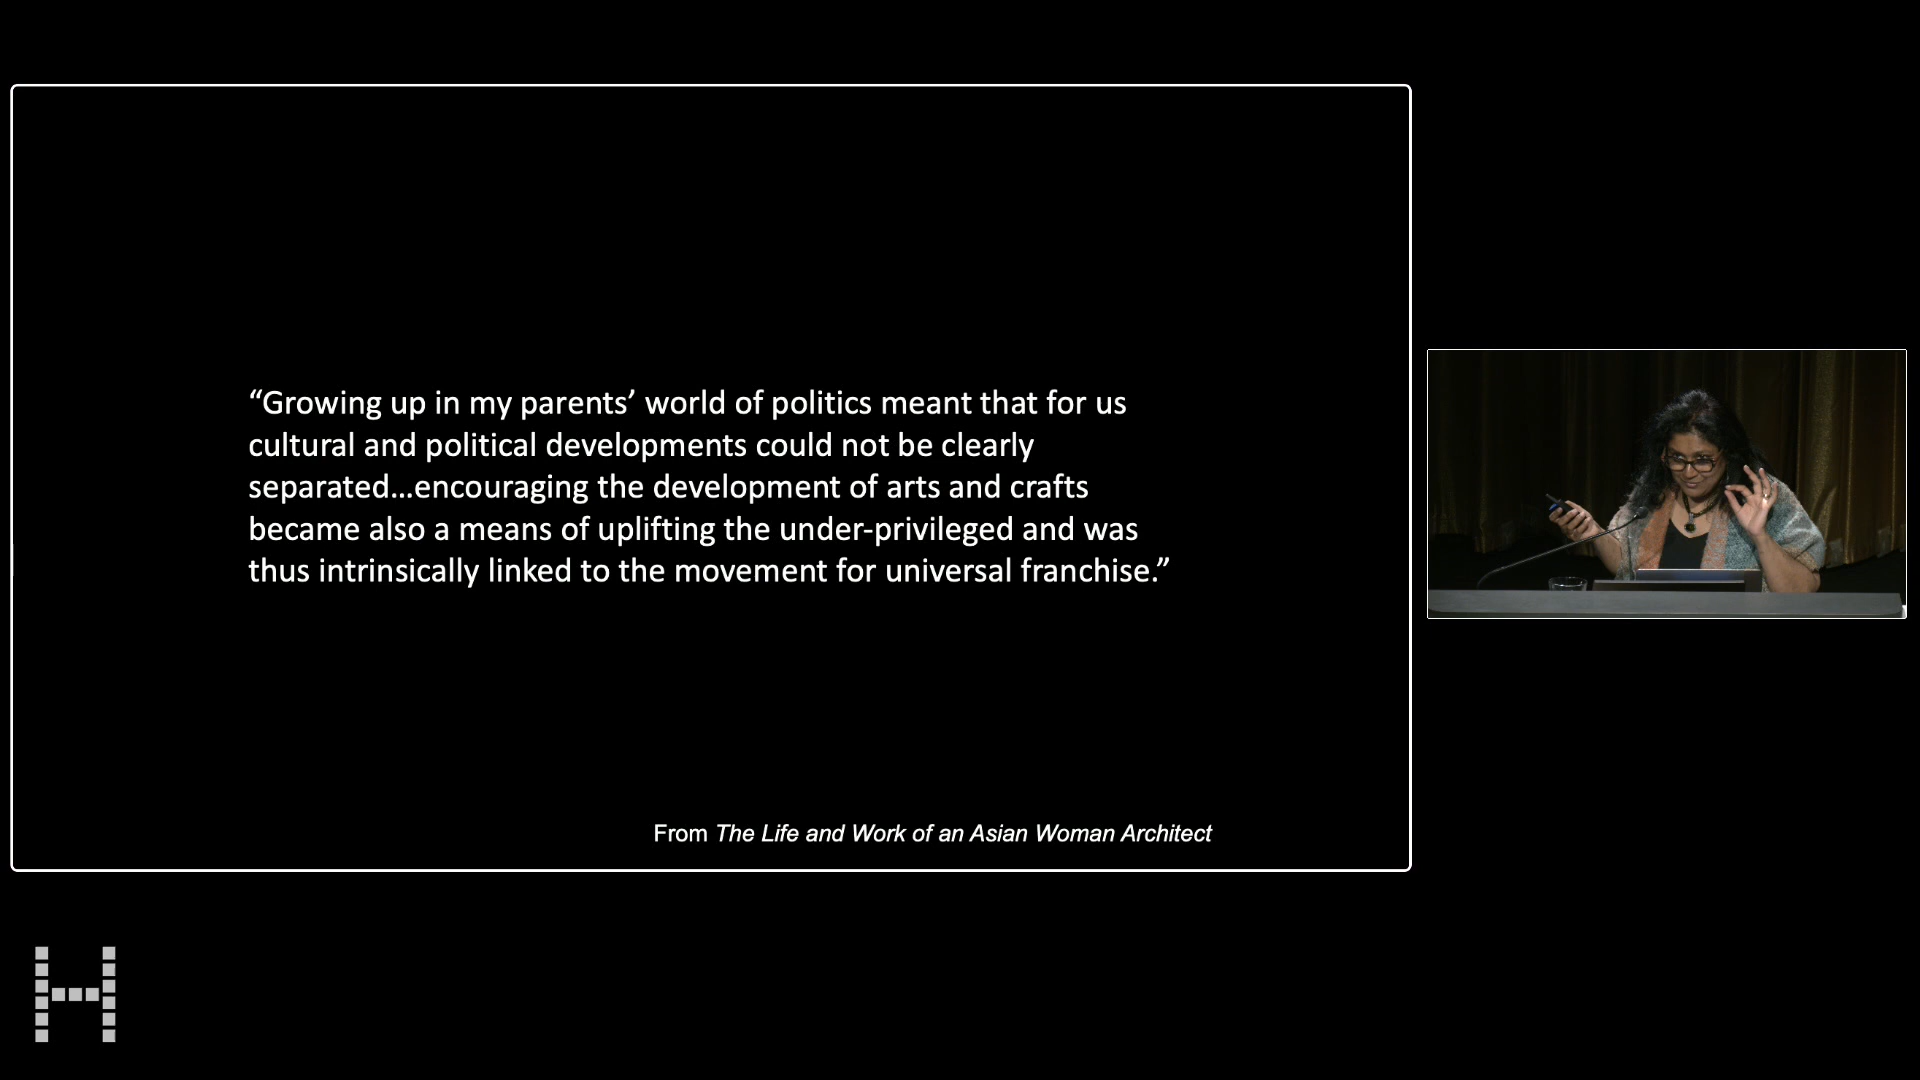 “Growing up in my parents’ world of politics meant that for us
cultural and political developments could not be clearly
separated…encouraging the development of arts and crafts
became also a means of uplifting the under-privileged and was
thus intrinsically linked to the movement for universal franchise.”
From The Life and Work of an Asian Woman Architect
H